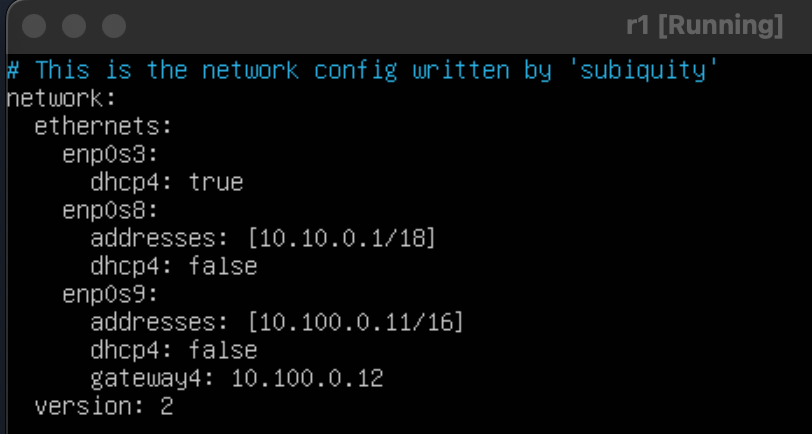 r1 [Running]
# This is the network config written by 'subiquity'
network:
  ethernets:
    enp0s3:
      dhcp4: true
    enp0s8:
      addresses: [10.10.0.1/18]
      dhcp4: false
    enp0s9:
      addresses: [10.100.0.11/16]
      dhcp4: false
      gateway4: 10.100.0.12
  version: 2